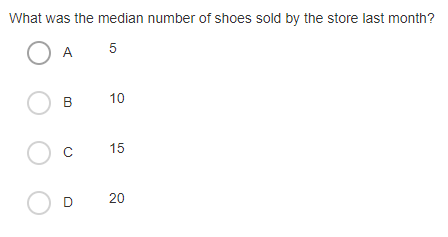 What was the median number of shoes sold by the store last month?
A 5
B 10
C 15
D 20